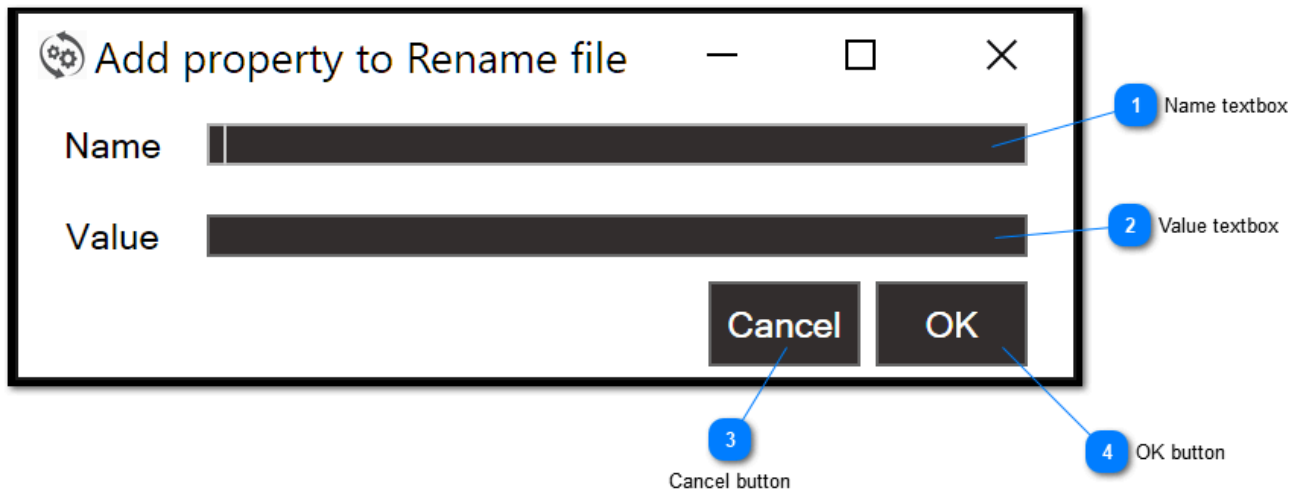 Add property to Rename file
1 Name textbox
Name
2 Value textbox
Value
Cancel OK
3
4 OK button
Cancel button